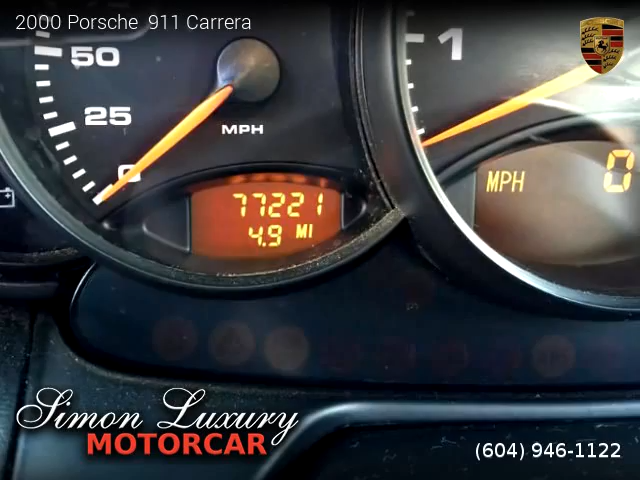 2000 Porsche 911 Carrera
50
25
0
MPH
77221
4.9 MI
1
MPH 0
Simon Luxury
MOTORCAR
(604) 946-1122